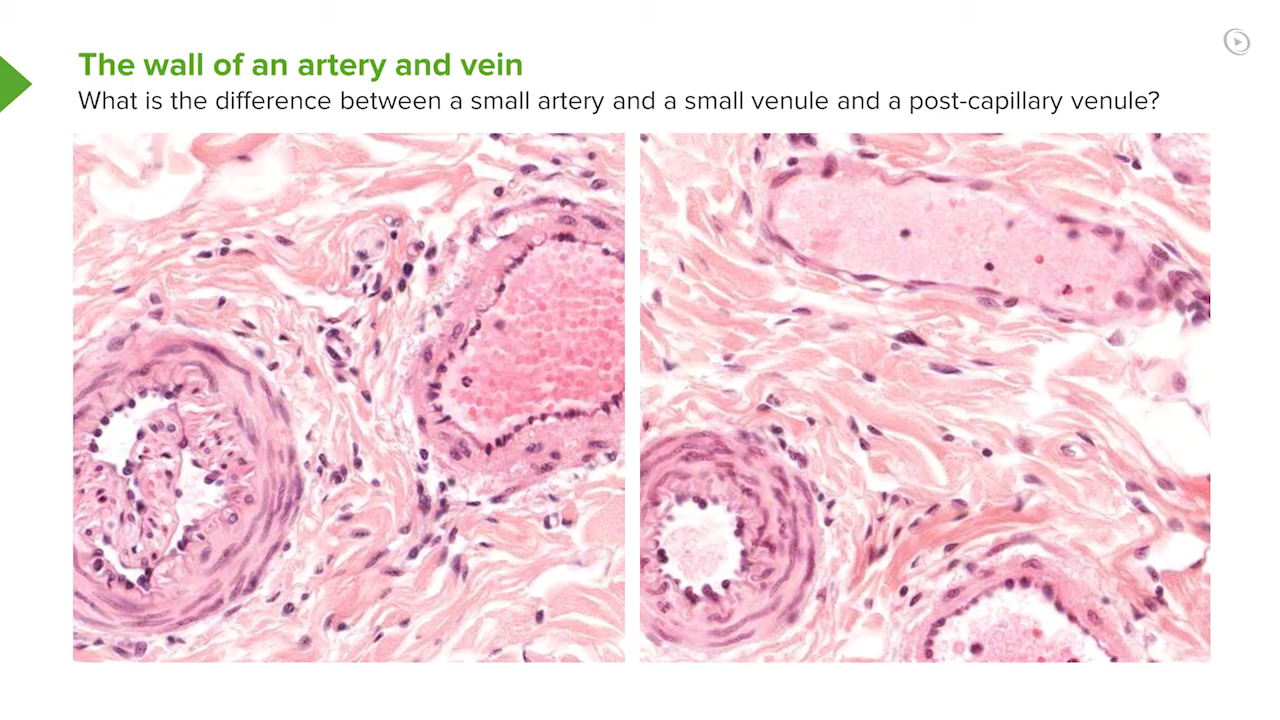 The wall of an artery and vein
What is the difference between a small artery and a small venule and a post-capillary venule?